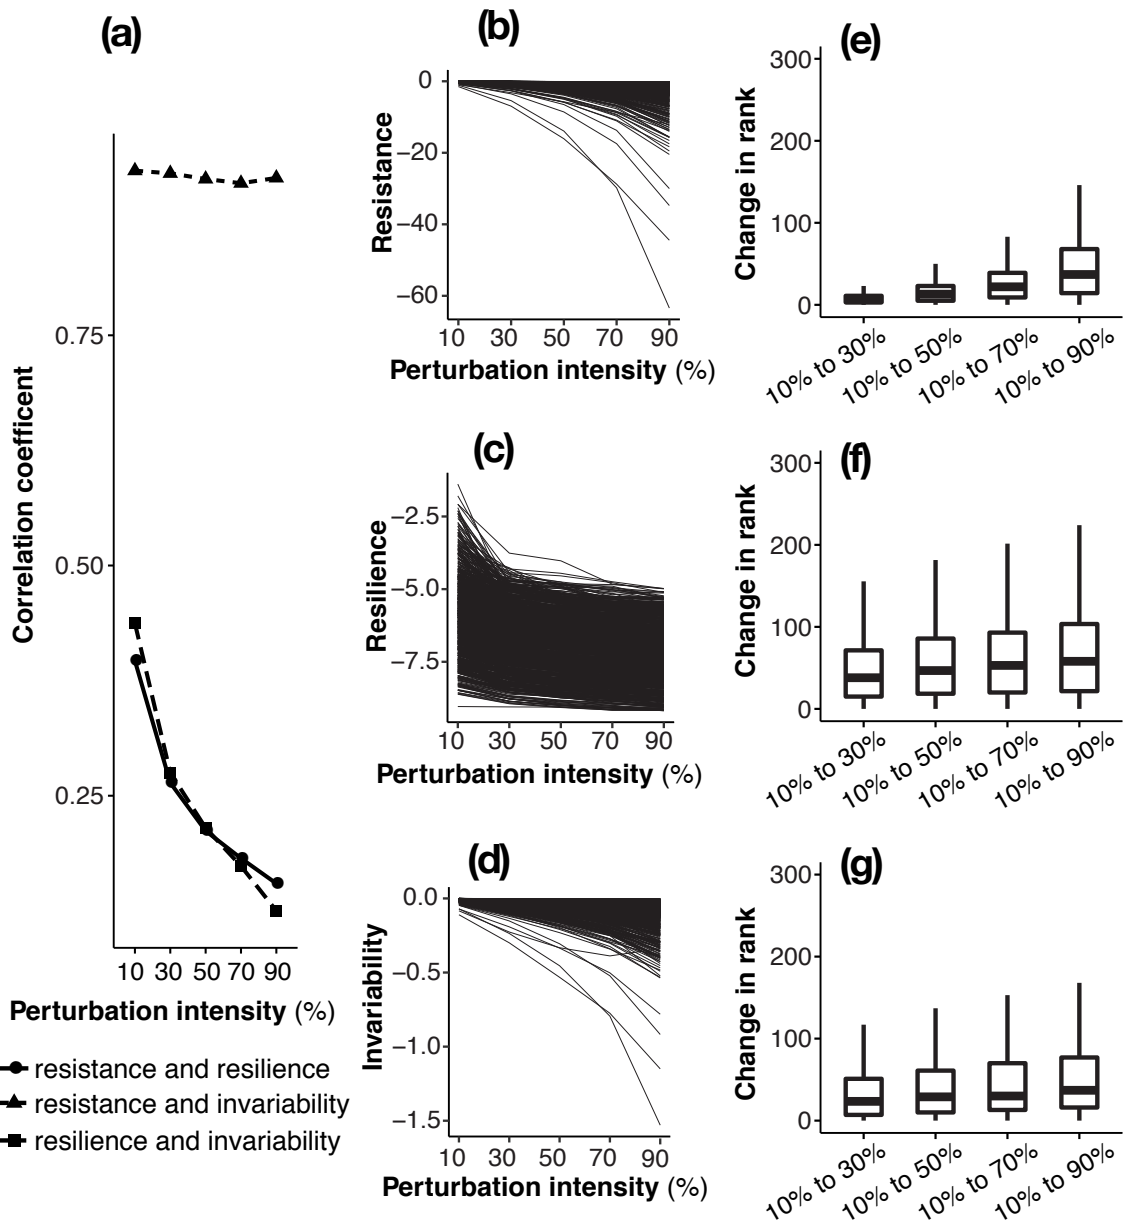 (a)
Correlation coefficent
0.75
0.50
0.25
10 30 50 70 90
Perturbation intensity (%)
resistance and resilience
resistance and invariability
resilience and invariability
(b)
Resistance
0
−20
−40
−60
10 30 50 70 90
Perturbation intensity (%)
(c)
Resilience
−2.5
−5.0
−7.5
10 30 50 70 90
Perturbation intensity (%)
(d)
Invariability
0.0
−0.5
−1.0
−1.5
10 30 50 70 90
Perturbation intensity (%)
(e)
Change in rank
300
200
100
0
10% to 30%
10% to 50%
10% to 70%
10% to 90%
(f)
Change in rank
300
200
100
0
10% to 30%
10% to 50%
10% to 70%
10% to 90%
(g)
Change in rank
300
200
100
0
10% to 30%
10% to 50%
10% to 70%
10% to 90%